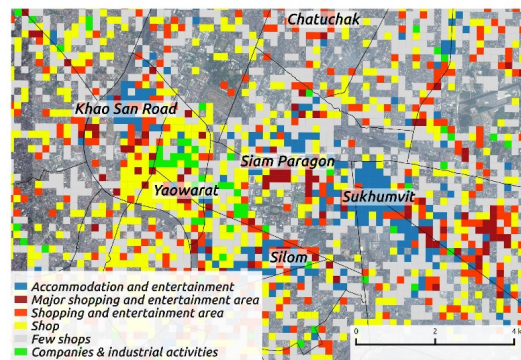 Chatuchak
Khao San Road
Siam Paragon
Yaowarat
Sukhumvit
Silom
Accommodation and entertainment
Major shopping and entertainment area
Shopping and entertainment area
Shop
Few shops
Companies & industrial activities
0 2 4